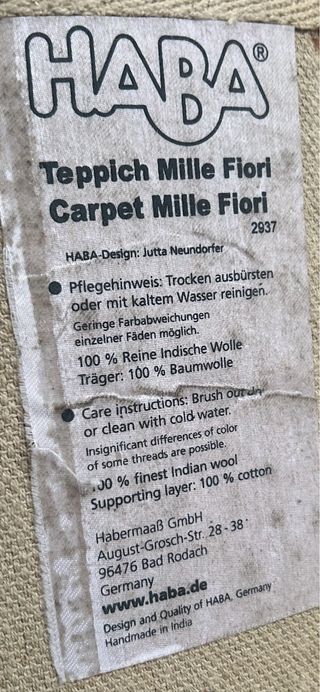 HABA®
Teppich Mille Fiori
Carpet Mille Fiori
2937
HABA-Design: Jutta Neundorfer
● Pflegehinweis: Trocken ausbürsten
oder mit kaltem Wasser reinigen.
Geringe Farbabweichungen
einzelner Fäden möglich.
100 % Reine Indische Wolle
Träger: 100 % Baumwolle
● Care instructions: Brush out dry
or clean with cold water.
Insignificant differences of color
of some threads are possible.
100 % finest Indian wool
Supporting layer: 100 % cotton
Habermaaß GmbH
August-Grosch-Str. 28 - 38
96476 Bad Rodach
Germany
www.haba.de
Design and Quality of HABA, Germany
Handmade in India